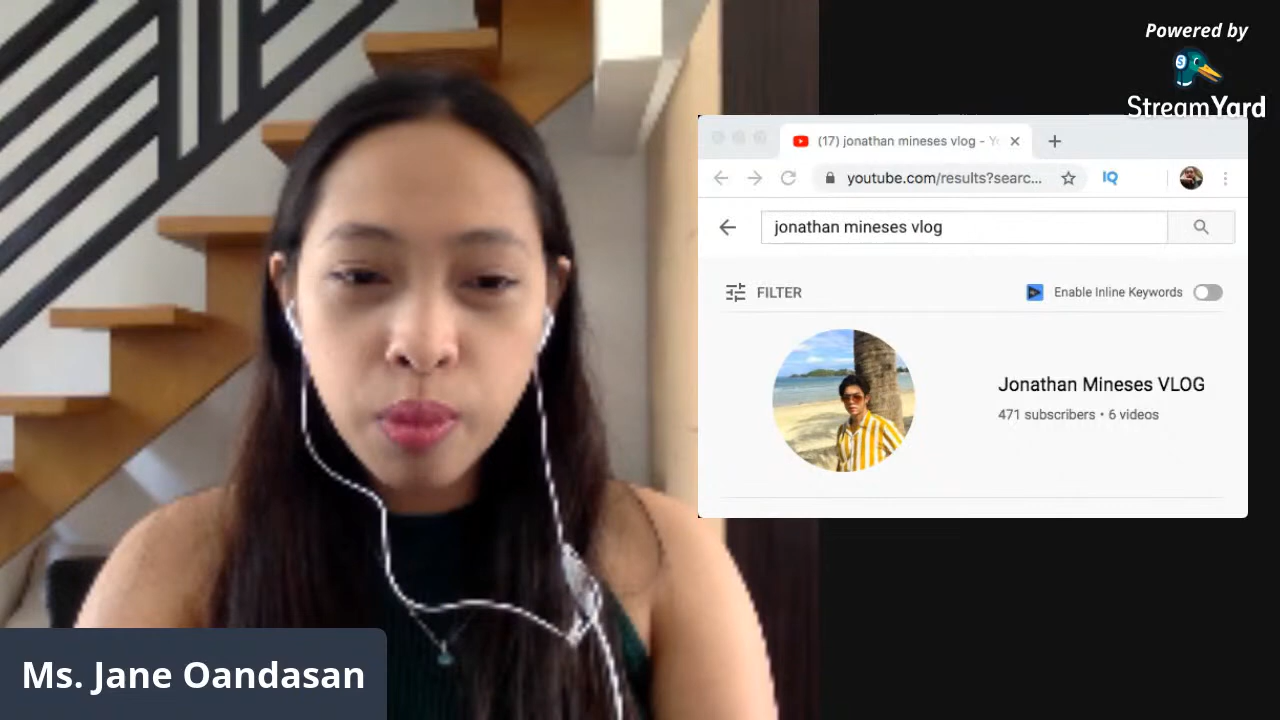 Powered by
StreamYard
(17) jonathan mineses vlog - Y
youtube.com/results?searc...
IQ
jonathan mineses vlog
FILTER
Enable Inline Keywords
Jonathan Mineses VLOG
471 subscribers • 6 videos
Ms. Jane Oandasan